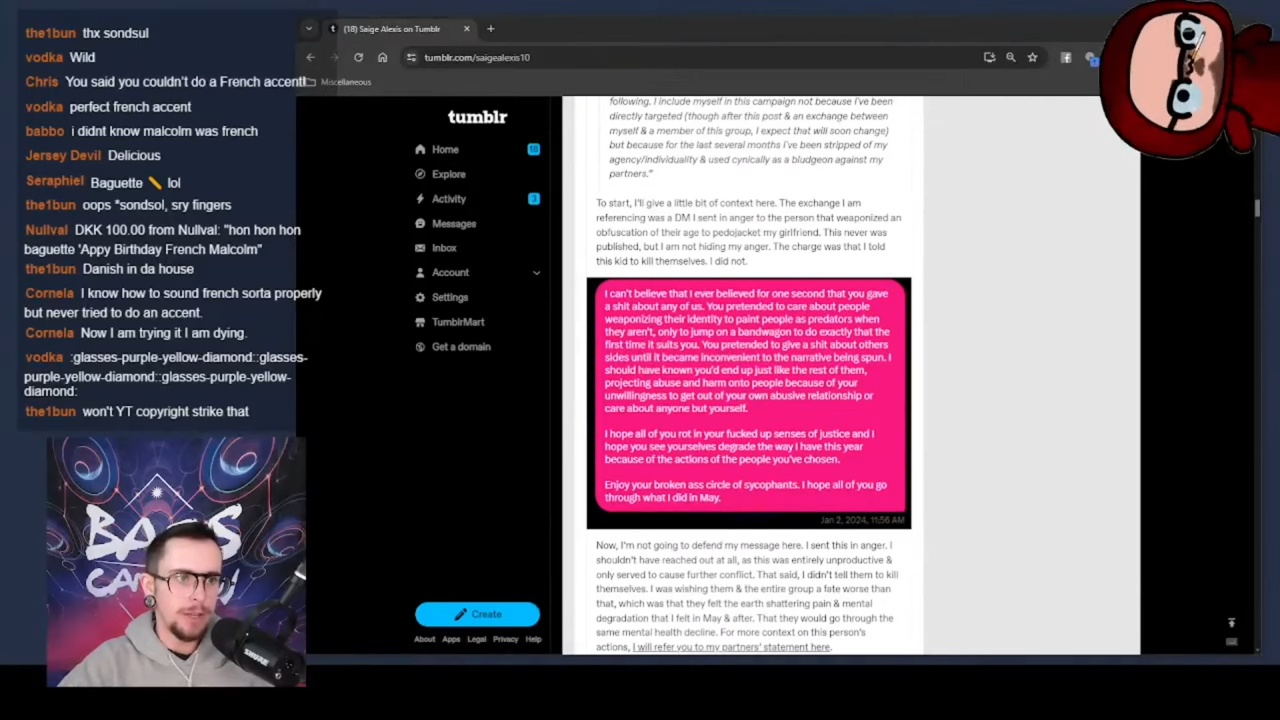 the1bun thx sondsul
vodka Wild
Chris You said you couldn't do a French accent!
vodka perfect french accent
babbo i didnt know malcolm was french
Jersey Devil Delicious
Seraphiel Baguette 🥖 lol
the1bun oops *sondsol, sry fingers
Nullval DKK 100.00 from Nullval: "hon hon hon
baguette 'Appy Birthday French Malcolm"
the1bun Danish in da house
Cornela I know how to sound french sorta properly
but never tried to do an accent.
Cornela Now I am trying it I am dying.
vodka :glasses-purple-yellow-diamond::glasses-
purple-yellow-diamond::glasses-purple-yellow-
diamond:
the1bun won't YT copyright strike that
BA
CA
SHURE
t (18) Saige Alexis on Tumblr
tumblr.com/saigealexis10
Miscellaneous
tumblr
Home 18
Explore
Activity 3
Messages
Inbox
Account
Settings
TumblrMart
Get a domain
Create
About Apps Legal Privacy Help
following. I include myself in this campaign not because I've been
directly targeted (though after this post & an exchange between
myself & a member of this group, I expect that will soon change)
but because for the last several months i've been stripped of my
agency/individuality & used cynically as a bludgeon against my
partners."
To start, I'll give a little bit of context here. The exchange I am
referencing was a DM I sent in anger to the person that weaponized an
obfuscation of their age to pedojacket my girlfriend. This never was
published, but I am not hiding my anger. The charge was that I told
this kid to kill themselves. I did not.
I can't believe that I ever believed for one second that you gave
a shit about any of us. You pretended to care about people
weaponizing their identity to paint people as predators when
they aren't, only to jump on a bandwagon to do exactly that the
first time it suits you. You pretended to give a shit about others
sides until it became inconvenient to the narrative being spun. I
should have known you'd end up just like the rest of them,
projecting abuse and harm onto people because of your
unwillingness to get out of your own abusive relationship or
care about anyone but yourself.
I hope all of you rot in your fucked up senses of justice and I
hope you see yourselves degrade the way I have this year
because of the actions of the people you've chosen.
Enjoy your broken ass circle of sycophants. I hope all of you go
through what I did in May.
Jan 2, 2024, 11:56 AM
Now, I'm not going to defend my message here. I sent this in anger. I
shouldn't have reached out at all, as this was entirely unproductive &
only served to cause further conflict. That said, I didn't tell them to kill
themselves. I was wishing them & the entire group a fate worse than
that, which was that they felt the earth shattering pain & mental
degradation that I felt in May & after. That they would go through the
same mental health decline. For more context on this person's
actions, I will refer you to my partners' statement here.